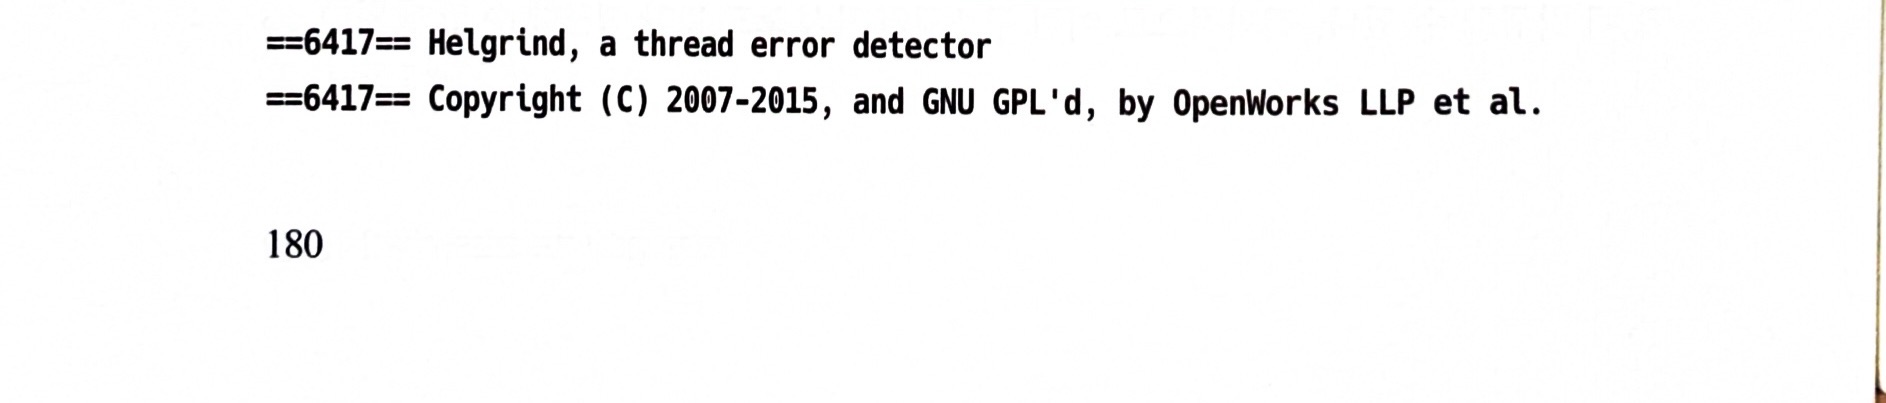 ==6417== Helgrind, a thread error detector
==6417== Copyright (C) 2007-2015, and GNU GPL'd, by OpenWorks LLP et al.
180